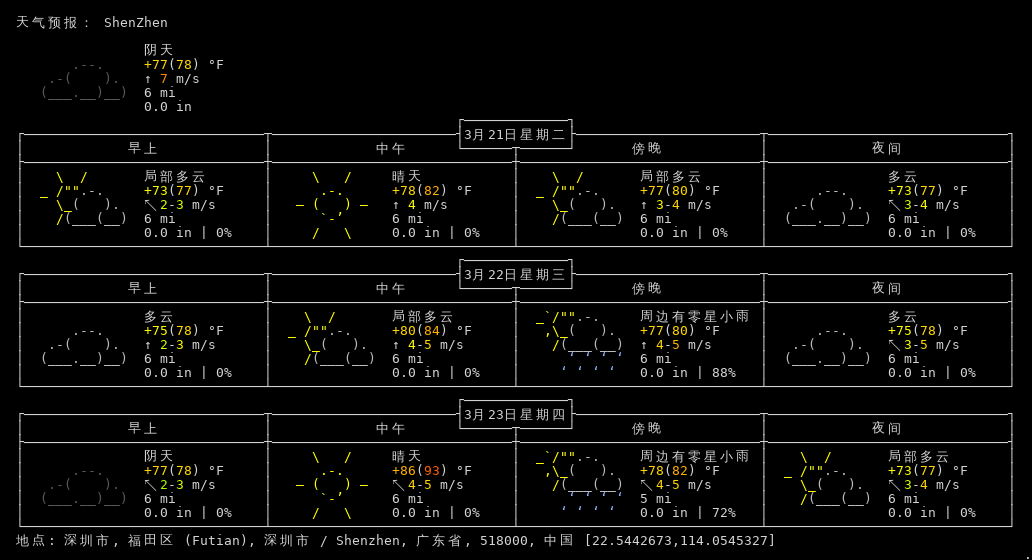 天气预报： ShenZhen
阴天
+77(78) °F
↑ 7 m/s
6 mi
0.0 in
3月21日星期二
早上 中午 傍晚 夜间
局部多云 晴天 局部多云 多云
+73(77) °F +78(82) °F +77(80) °F +73(77) °F
↖ 2-3 m/s ↑ 4 m/s ↑ 3-4 m/s ↖ 3-4 m/s
6 mi 6 mi 6 mi 6 mi
0.0 in | 0% 0.0 in | 0% 0.0 in | 0% 0.0 in | 0%
3月22日星期三
早上 中午 傍晚 夜间
多云 局部多云 周边有零星小雨 多云
+75(78) °F +80(84) °F +77(80) °F +75(78) °F
↑ 2-3 m/s ↑ 4-5 m/s ↑ 4-5 m/s ↖ 3-5 m/s
6 mi 6 mi 6 mi 6 mi
0.0 in | 0% 0.0 in | 0% 0.0 in | 88% 0.0 in | 0%
3月23日星期四
早上 中午 傍晚 夜间
阴天 晴天 周边有零星小雨 局部多云
+77(78) °F +86(93) °F +78(82) °F +73(77) °F
↖ 2-3 m/s ↖ 4-5 m/s ↖ 4-5 m/s ↖ 3-4 m/s
6 mi 6 mi 5 mi 6 mi
0.0 in | 0% 0.0 in | 0% 0.0 in | 72% 0.0 in | 0%
地点: 深圳市, 福田区 (Futian), 深圳市 / Shenzhen, 广东省, 518000, 中国 [22.5442673,114.0545327]